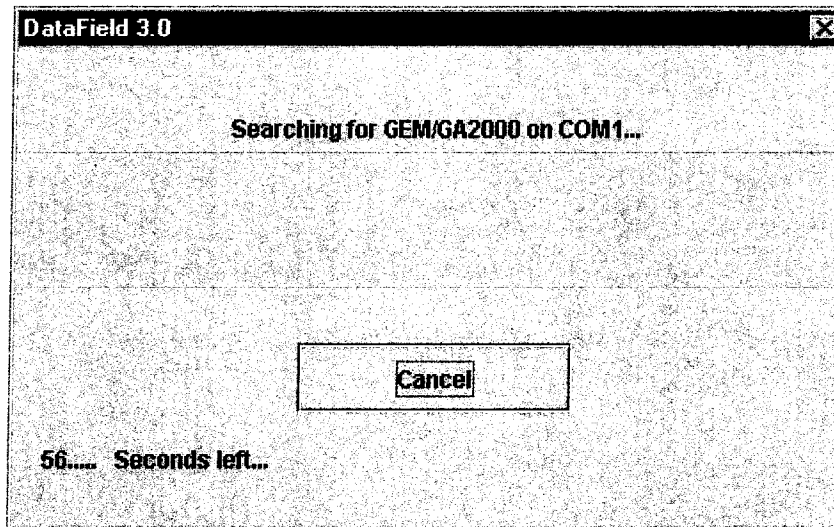 DataField 3.0
Searching for GEM/GA2000 on COM1...
Cancel
56..... Seconds left...